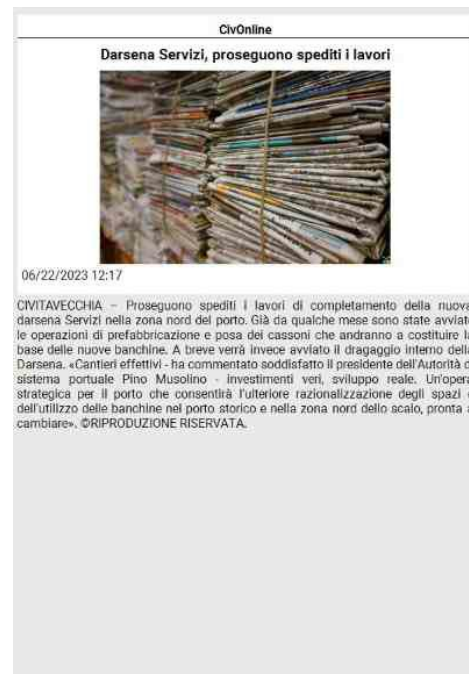 CivOnline
Darsena Servizi, proseguono spediti i lavori
06/22/2023 12:17
CIVITAVECCHIA – Proseguono spediti i lavori di completamento della nuova
darsena Servizi nella zona nord del porto. Già da qualche mese sono state avviate
le operazioni di prefabbricazione e posa dei cassoni che andranno a costituire la
base delle nuove banchine. A breve verrà invece avviato il dragaggio interno della
Darsena. «Cantieri effettivi - ha commentato soddisfatto il presidente dell'Autorità di
sistema portuale Pino Musolino - investimenti veri, sviluppo reale. Un'opera
strategica per il porto che consentirà l'ulteriore razionalizzazione degli spazi e
dell'utilizzo delle banchine nel porto storico e nella zona nord dello scalo, pronta a
cambiare». ©RIPRODUZIONE RISERVATA.